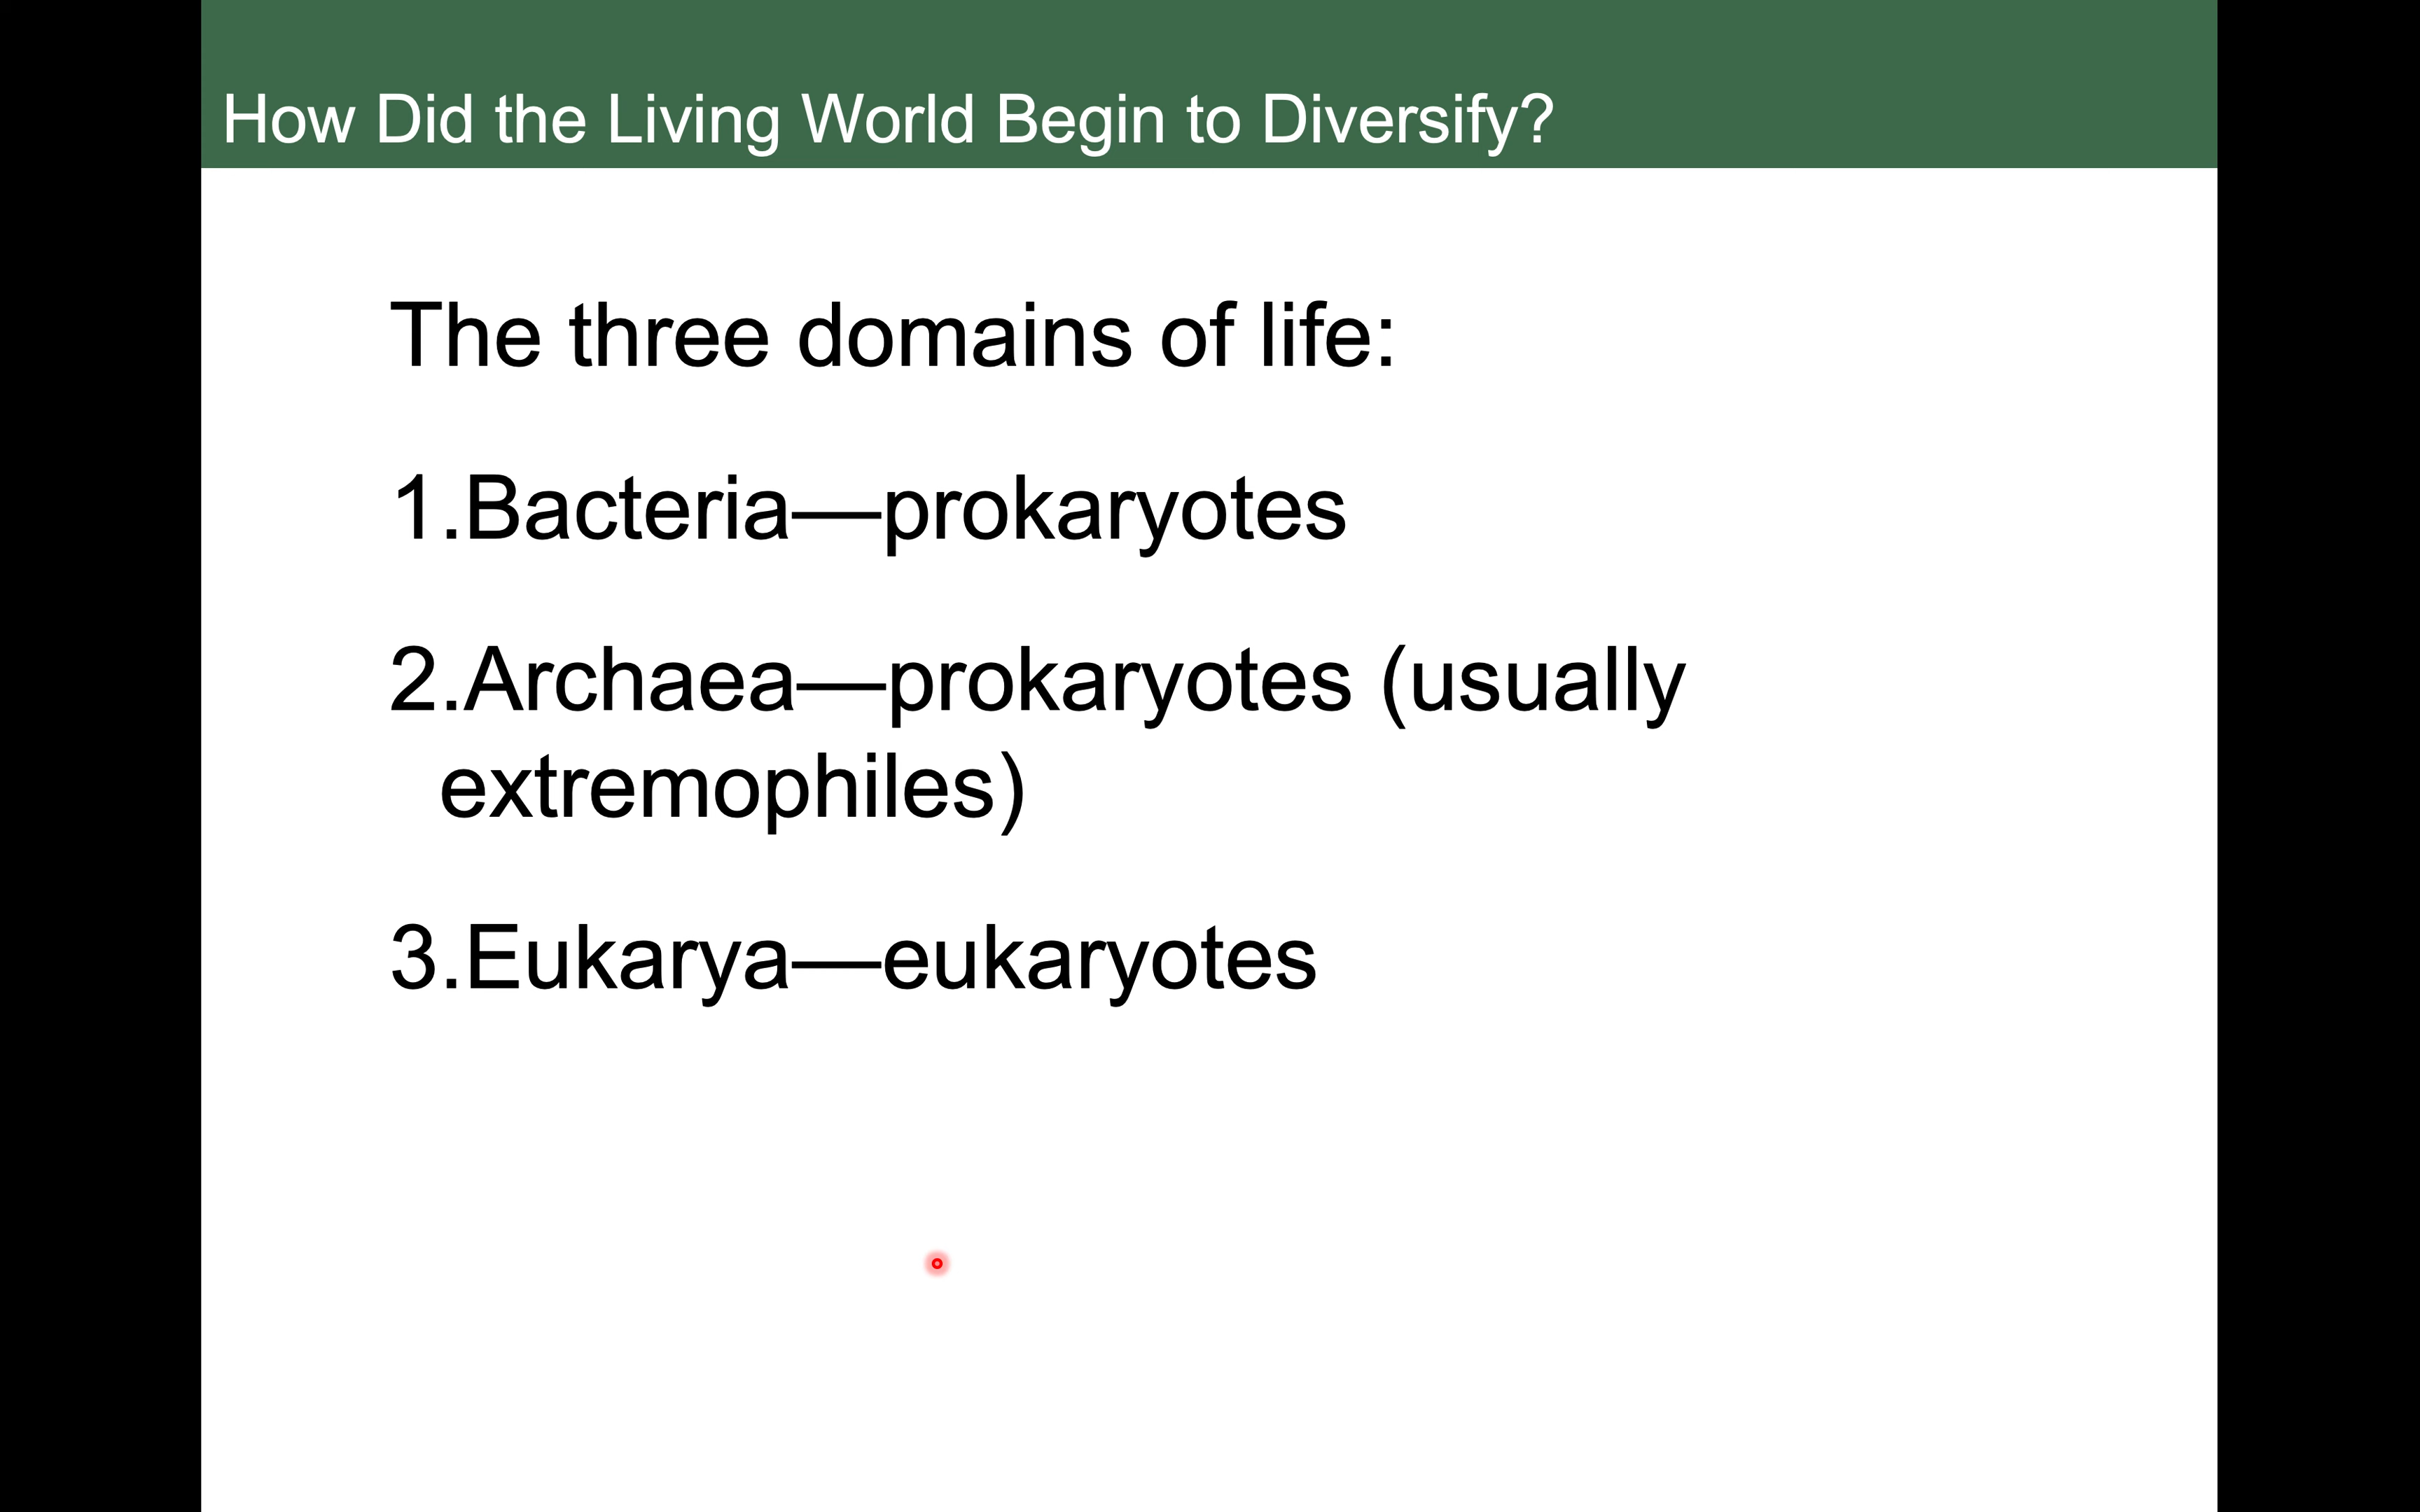 How Did the Living World Begin to Diversify?
The three domains of life:
1.Bacteria—prokaryotes
2.Archaea—prokaryotes (usually
extremophiles)
3.Eukarya—eukaryotes